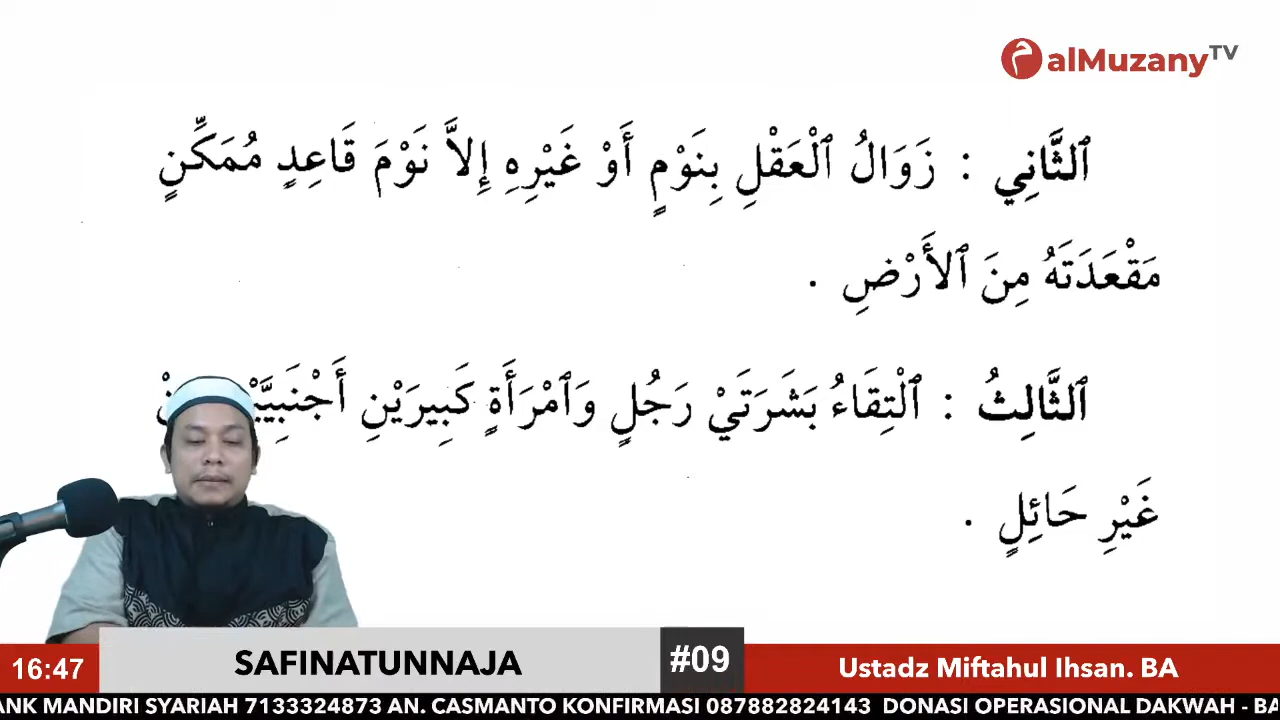 alMuzanyTV
ٱلثَّانِي : زَوَالُ ٱلْعَقْلِ بِنَوْمٍ أَوْ غَيْرِهِ إِلاَّ نَوْمَ قَاعِدٍ مُمَكِّنٍ
مَقْعَدَتَهُ مِنَ ٱلأَرْضِ .
ٱلثَّالِثُ : ٱلْتِقَاءُ بَشَرَتَيْ رَجُلٍ وَٱمْرَأَةٍ كَبِيرَيْنِ أَجْنَبِيَّ
غَيْرِ حَائِلٍ .
16:47 SAFINATUNNAJA #09 Ustadz Miftahul Ihsan. BA
ANK MANDIRI SYARIAH 7133324873 AN. CASMANTO KONFIRMASI 087882824143 DONASI OPERASIONAL DAKWAH - BA